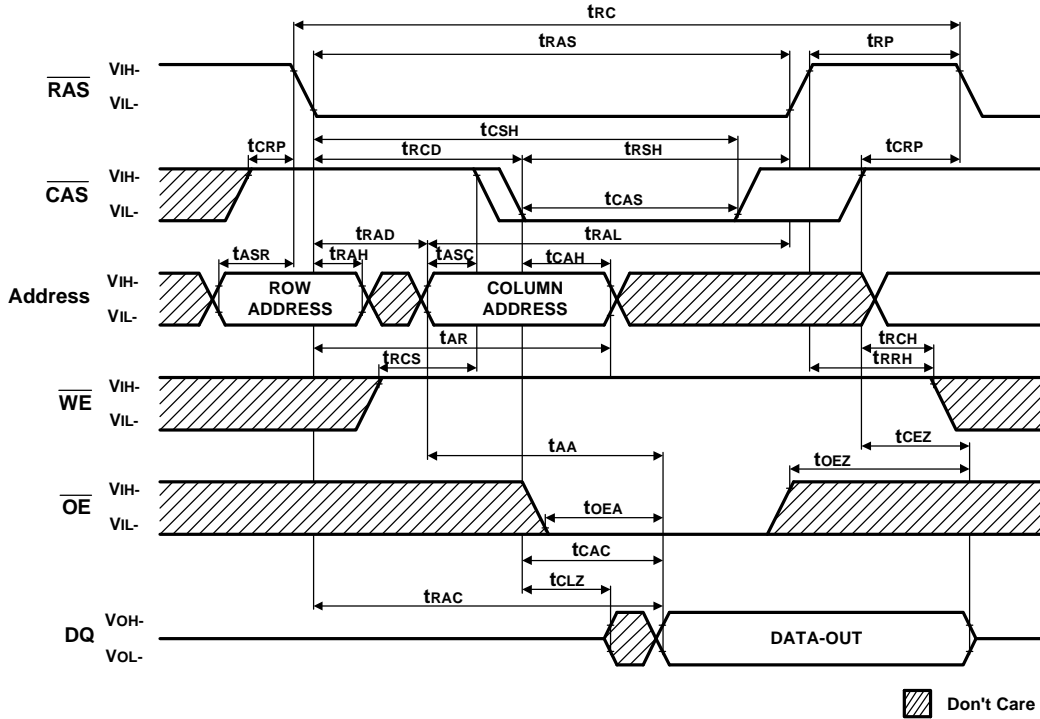 tRC
tRAS
tRP
RAS
VIH-
VIL-
tCSH
tCRP
tRCD
tRSH
tCRP
CAS
VIH-
VIL-
tCAS
tRAD
tRAL
tASR
tRAH
tASC
tCAH
Address
VIH-
VIL-
ROW ADDRESS
COLUMN ADDRESS
tAR
tRCS
tRCH
tRRH
WE
VIH-
VIL-
tCEZ
tAA
tOEZ
OE
VIH-
VIL-
tOEA
tCAC
tCLZ
tRAC
DQ
VOH-
VOL-
DATA-OUT
Don't Care